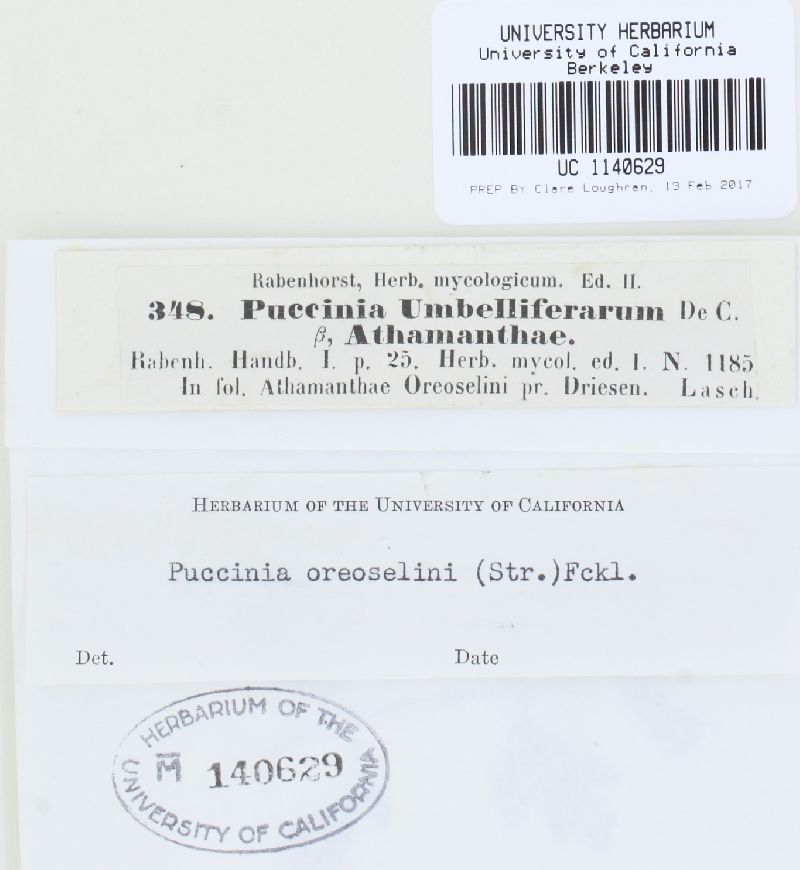 UNIVERSITY HERBARIUM
University of California
Berkeley
UC 1140629
PREP BY Clare Loughran, 13 Feb 2017
Rabenhorst, Herb. mycologicum. Ed. II.
348. Puccinia Umbelliferarum De C.
β, Athamanthae.
Rabenh. Handb. I. p. 25. Herb. mycol. ed. I. N. 1185
In fol. Athamanthae Oreoselini pr. Driesen. Lasch.
HERBARIUM OF THE UNIVERSITY OF CALIFORNIA
Puccinia oreoselini (Str.)Fckl.
Det. Date
HERBARIUM OF THE
M̅ 140629
UNIVERSITY OF CALIFORNIA